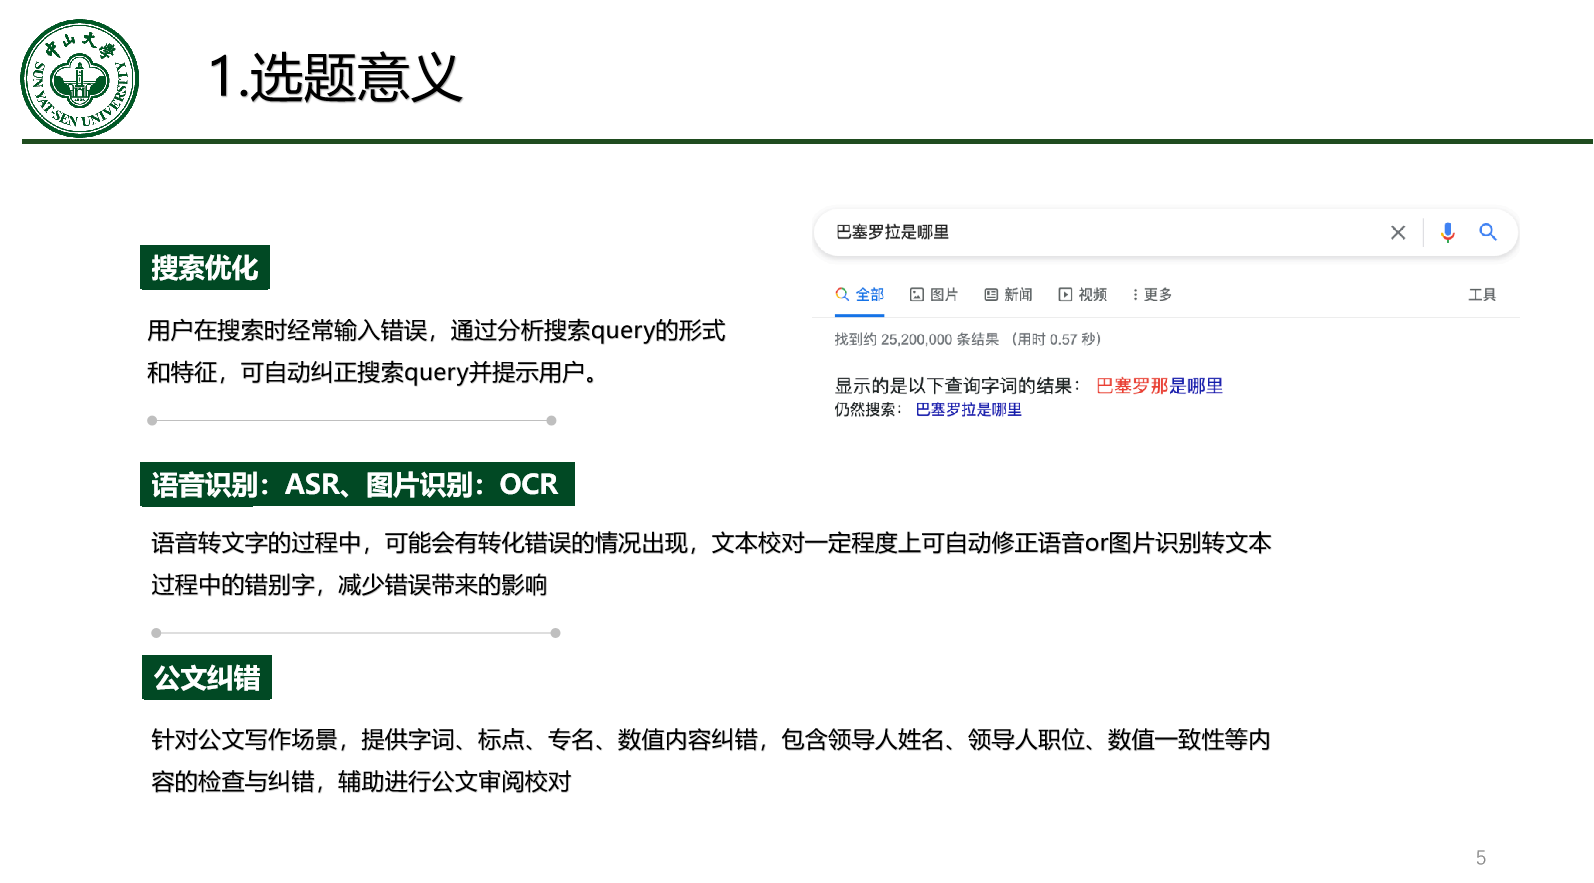 中山大学
SUN YAT-SEN UNIVERSITY
1.选题意义
搜索优化
用户在搜索时经常输入错误，通过分析搜索query的形式
和特征，可自动纠正搜索query并提示用户。
巴塞罗拉是哪里
全部 图片 新闻 视频 更多 工具
找到约 25,200,000 条结果 （用时 0.57 秒）
显示的是以下查询字词的结果： 巴塞罗那是哪里
仍然搜索： 巴塞罗拉是哪里
语音识别：ASR、图片识别：OCR
语音转文字的过程中，可能会有转化错误的情况出现，文本校对一定程度上可自动修正语音or图片识别转文本
过程中的错别字，减少错误带来的影响
公文纠错
针对公文写作场景，提供字词、标点、专名、数值内容纠错，包含领导人姓名、领导人职位、数值一致性等内
容的检查与纠错，辅助进行公文审阅校对
5